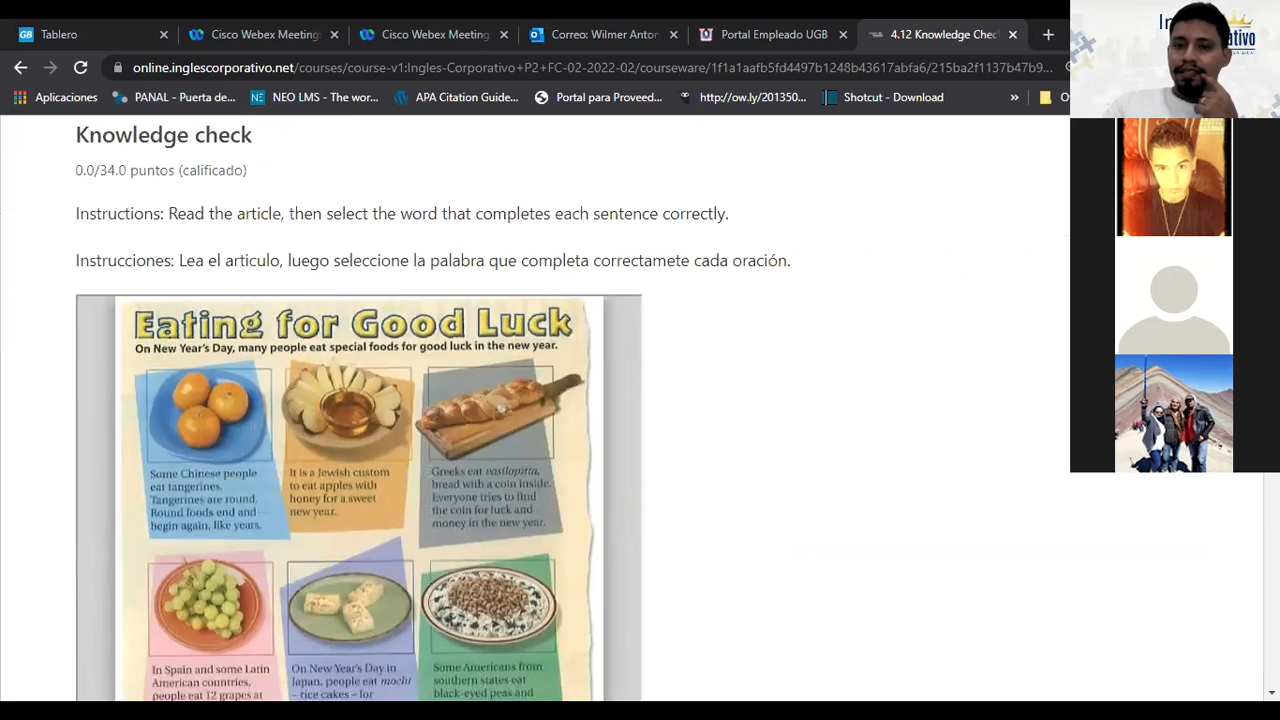 Tablero
Cisco Webex Meeting
Cisco Webex Meeting
Correo: Wilmer Anton
Portal Empleado UGB
4.12 Knowledge Chec
online.inglescorporativo.net/courses/course-v1:Ingles-Corporativo+P2+PC-02-2022-02/courseware/1f1a1aafb5fd4497b1248b43617abfa6/215ba2f1137b47b9...
Aplicaciones
PANAL - Puerta de...
NEO LMS - The wor...
APA Citation Guide...
Portal para Proveed...
http://ow.ly/201350...
Shotcut - Download
»
Knowledge check
0.0/34.0 puntos (calificado)
Instructions: Read the article, then select the word that completes each sentence correctly.
Instrucciones: Lea el articulo, luego seleccione la palabra que completa correctamete cada oración.
Eating for Good Luck
On New Year's Day, many people eat special foods for good luck in the new year.
Some Chinese people
eat tangerines.
Tangerines are round.
Round foods end and
begin again, like years.
It is a Jewish custom
to eat apples with
honey for a sweet
new year.
Greeks eat vasilopitta,
bread with a coin inside.
Everyone tries to find
the coin for luck and
money in the new year.
In Spain and some Latin
American countries,
people eat 12 grapes at
On New Year's Day in
Japan, people eat mochi
– rice cakes – for
Some Americans from
southern states eat
black-eyed peas and